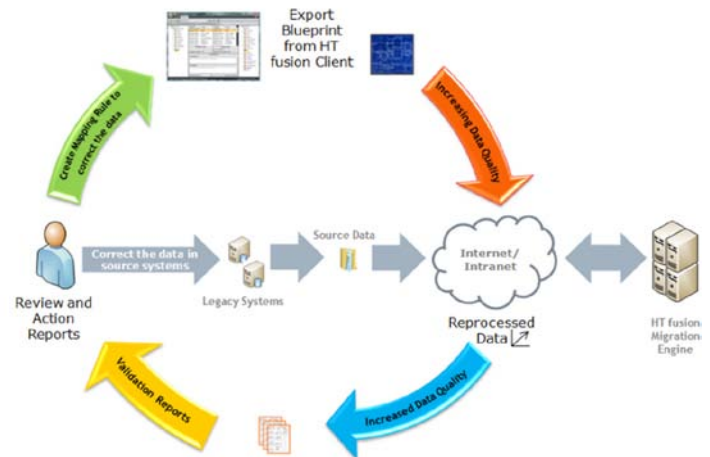 Export
Blueprint
from HT
fusion Client
Create Mapping Rule to
correct the data
Increasing Data Quality
Correct the data in
source systems
Source Data
Internet/
Intranet
Legacy Systems
Review and
Action
Reports
Reprocessed
Data
HT fusion
Migration
Engine
Validation Reports
Increased Data Quality